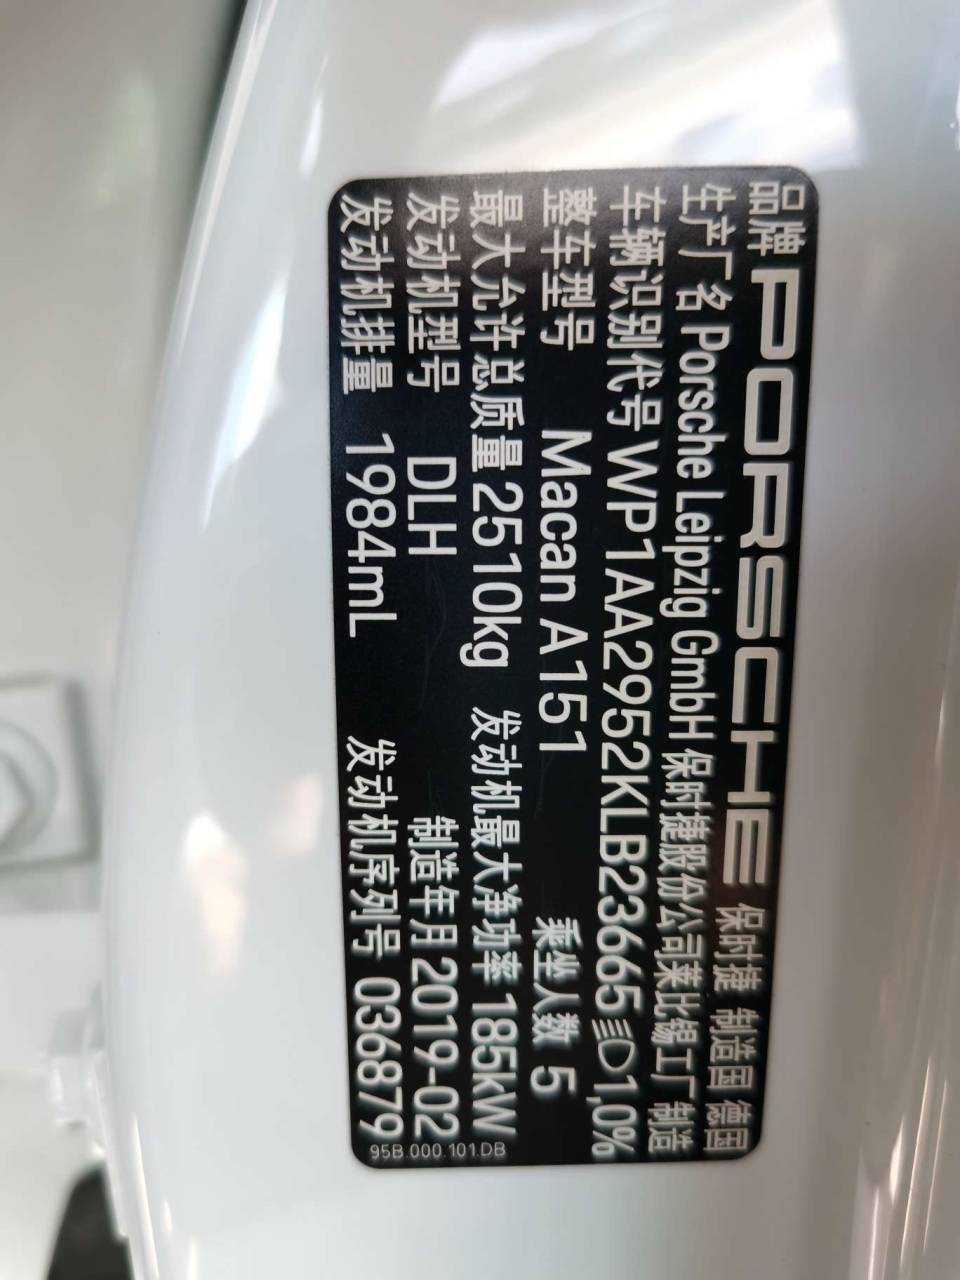 品牌 PORSCHE 保时捷 制造国 德国
生产厂名 Porsche Leipzig GmbH 保时捷股份公司莱比锡工厂 制造
车辆识别代号 WP1AA2952KLB23665 1,0%
整车型号 Macan A151 乘坐人数 5
最大允许总质量 2510kg 发动机最大净功率 185kW
发动机型号 DLH 制造年月 2019-02
发动机排量 1984mL 发动机序列号 036879
95B.000.101.DB